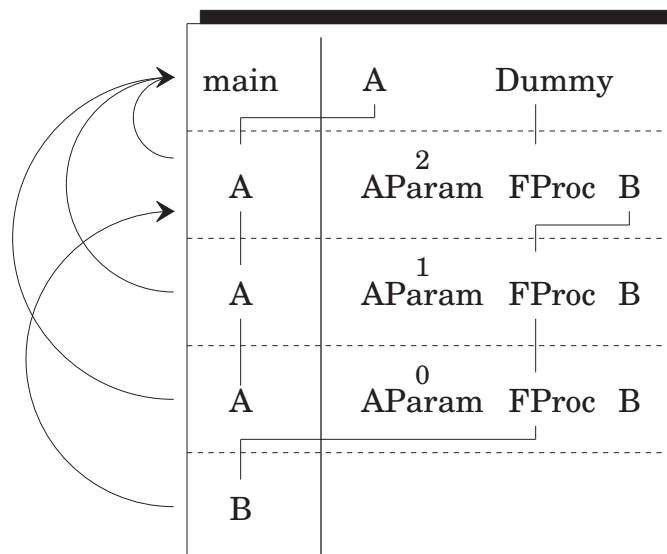 main A Dummy
2
A AParam FProc B
1
A AParam FProc B
0
A AParam FProc B
B